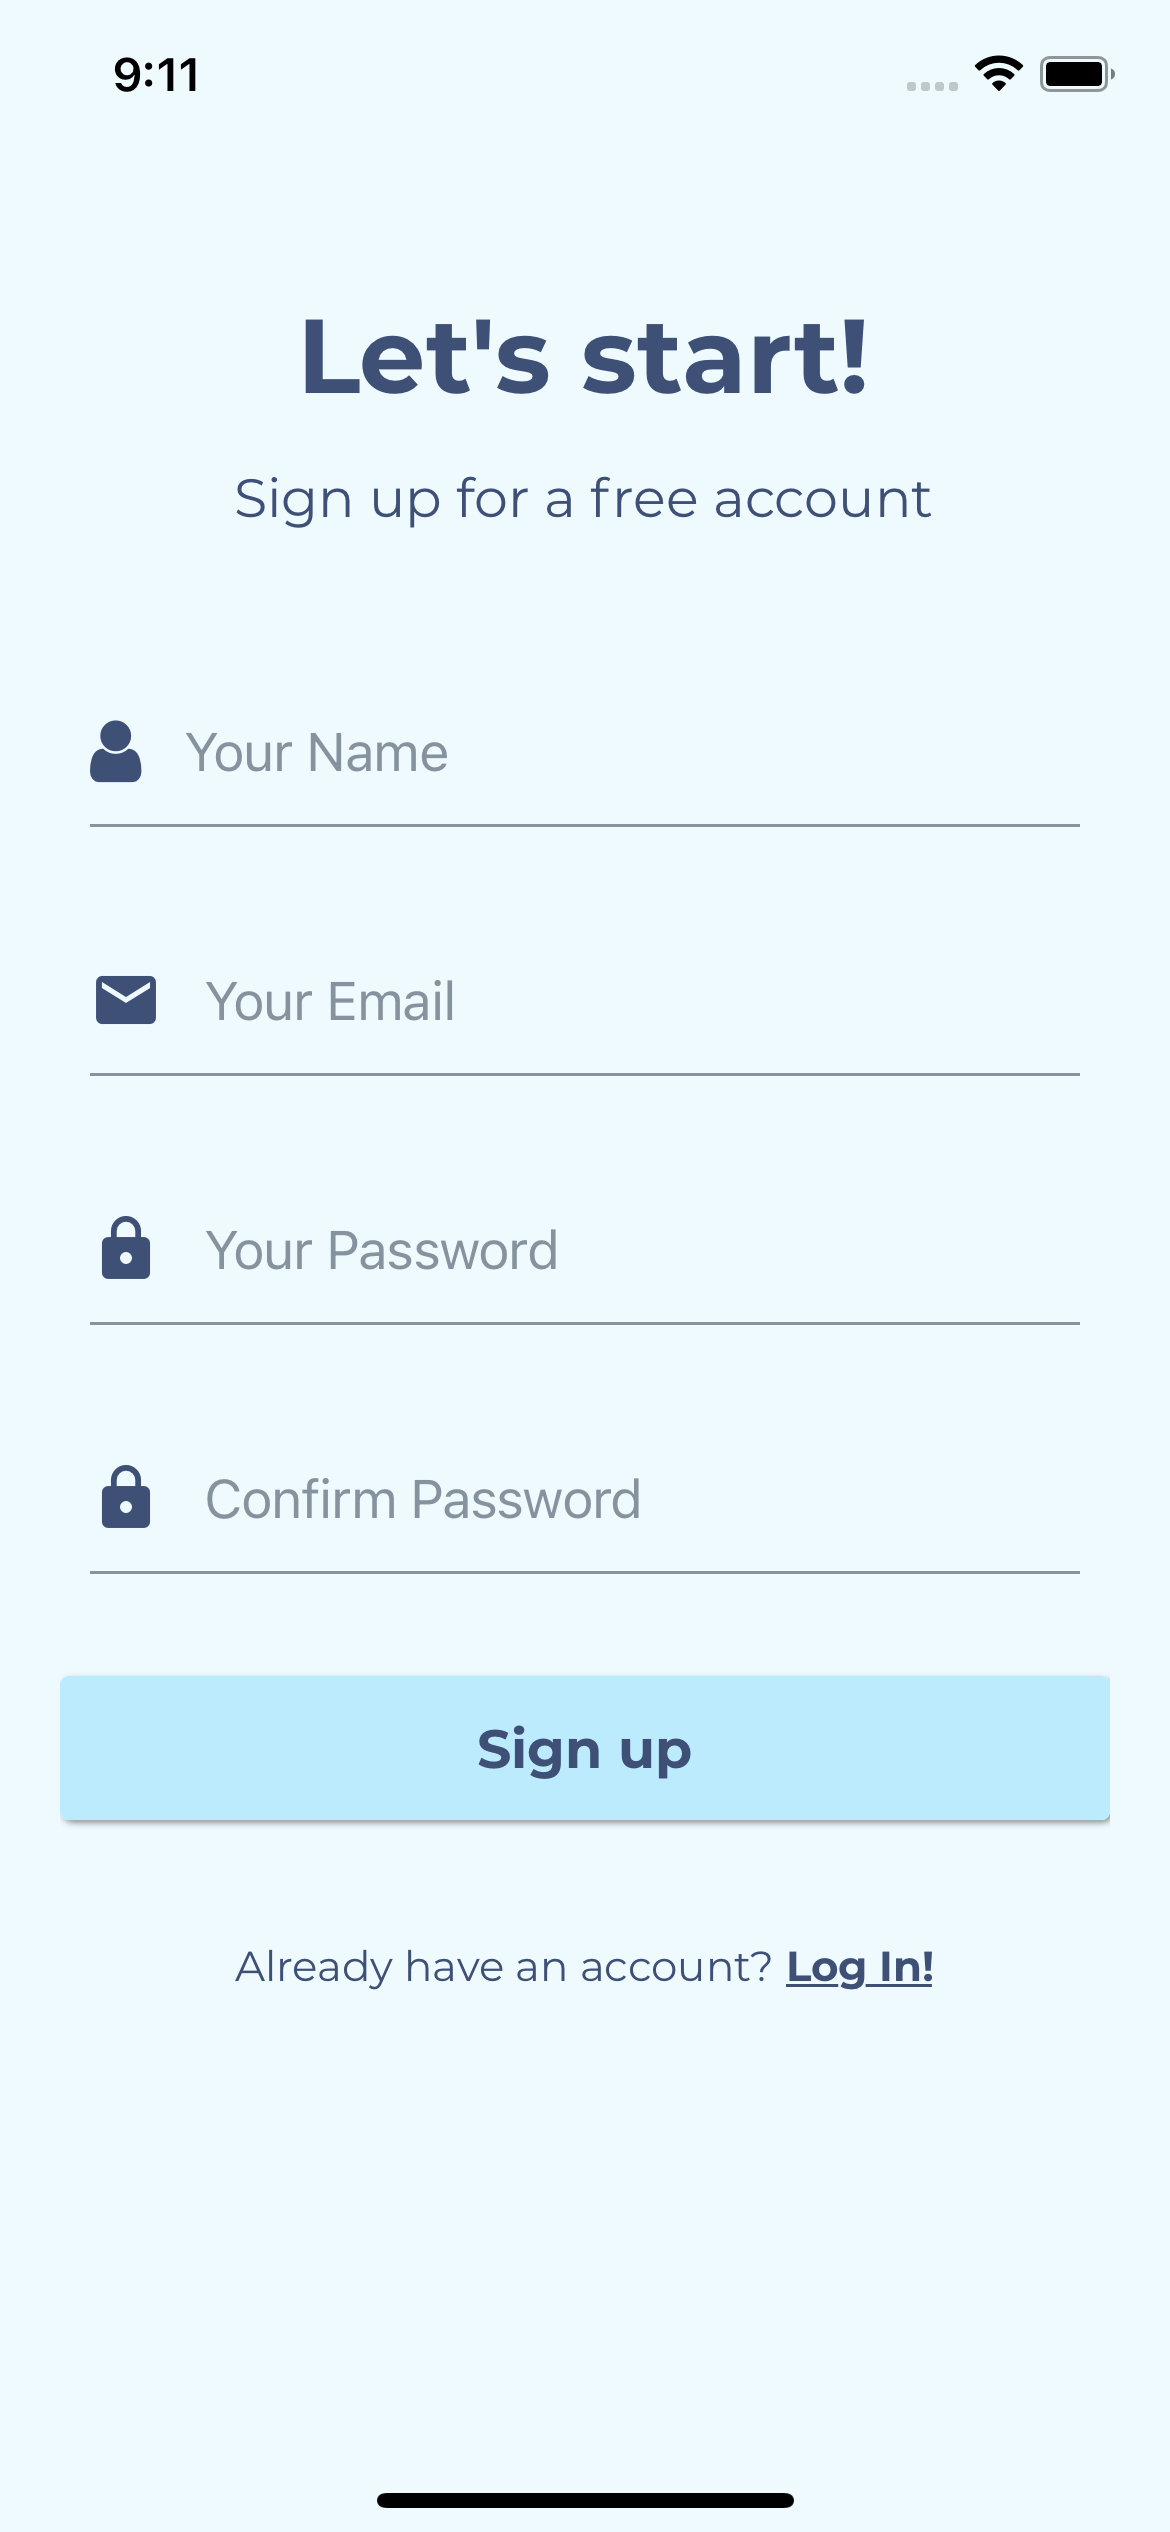 9:11
Let's start!
Sign up for a free account
Your Name
Your Email
Your Password
Confirm Password
Sign up
Already have an account? Log In!